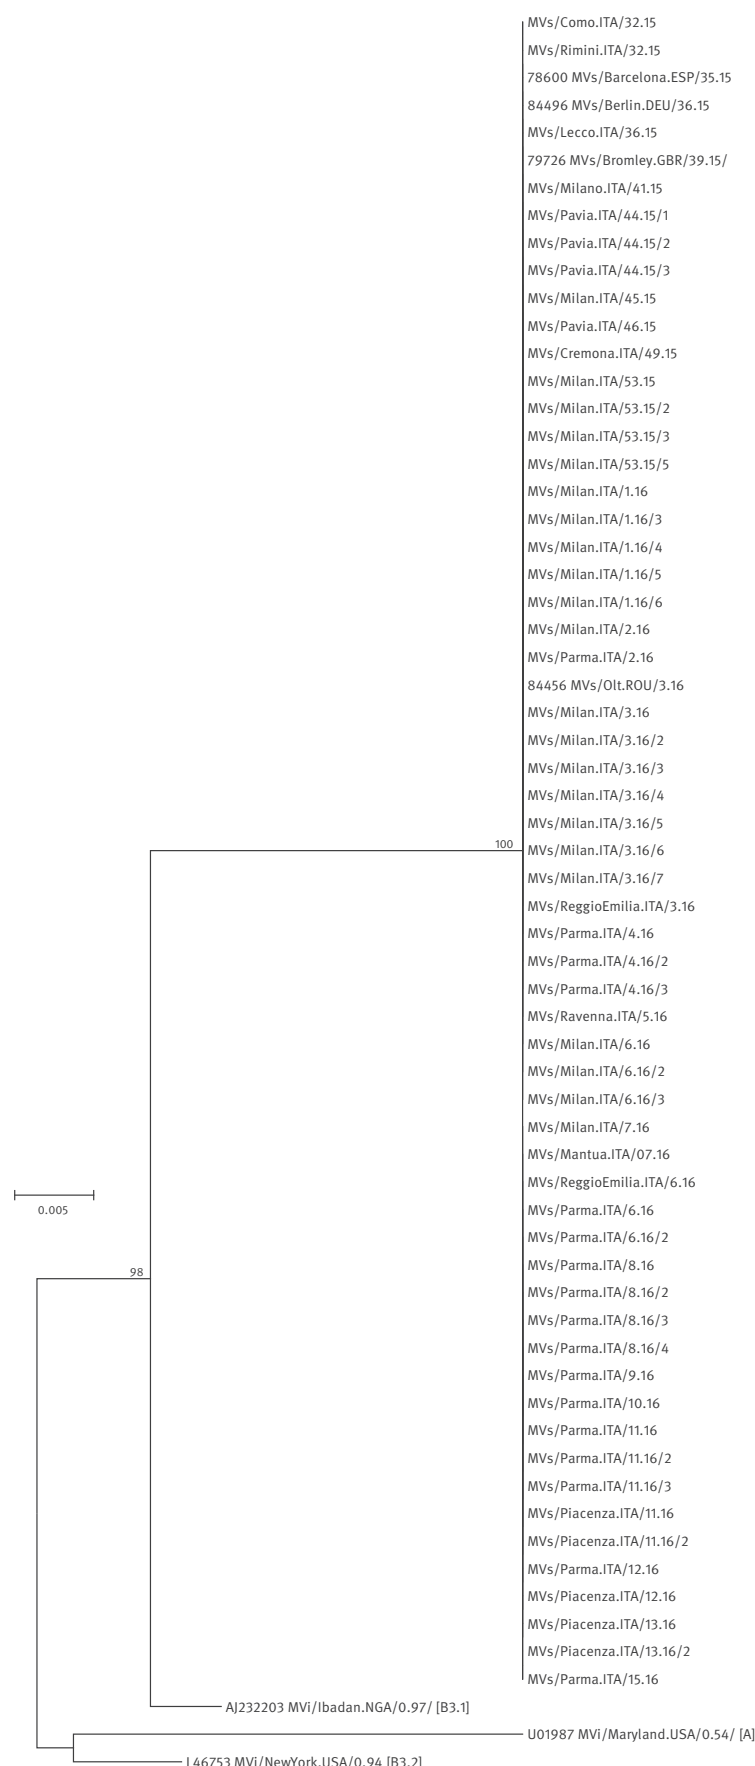 MVs/Como.ITA/32.15
MVs/Rimini.ITA/32.15
78600 MVs/Barcelona.ESP/35.15
84496 MVs/Berlin.DEU/36.15
MVs/Lecco.ITA/36.15
79726 MVs/Bromley.GBR/39.15/
MVs/Milano.ITA/41.15
MVs/Pavia.ITA/44.15/1
MVs/Pavia.ITA/44.15/2
MVs/Pavia.ITA/44.15/3
MVs/Milan.ITA/45.15
MVs/Pavia.ITA/46.15
MVs/Cremona.ITA/49.15
MVs/Milan.ITA/53.15
MVs/Milan.ITA/53.15/2
MVs/Milan.ITA/53.15/3
MVs/Milan.ITA/53.15/5
MVs/Milan.ITA/1.16
MVs/Milan.ITA/1.16/3
MVs/Milan.ITA/1.16/4
MVs/Milan.ITA/1.16/5
MVs/Milan.ITA/1.16/6
MVs/Milan.ITA/2.16
MVs/Parma.ITA/2.16
84456 MVs/Olt.ROU/3.16
MVs/Milan.ITA/3.16
MVs/Milan.ITA/3.16/2
MVs/Milan.ITA/3.16/3
MVs/Milan.ITA/3.16/4
MVs/Milan.ITA/3.16/5
100
MVs/Milan.ITA/3.16/6
MVs/Milan.ITA/3.16/7
MVs/ReggioEmilia.ITA/3.16
MVs/Parma.ITA/4.16
MVs/Parma.ITA/4.16/2
MVs/Parma.ITA/4.16/3
MVs/Ravenna.ITA/5.16
MVs/Milan.ITA/6.16
MVs/Milan.ITA/6.16/2
MVs/Milan.ITA/6.16/3
MVs/Milan.ITA/7.16
MVs/Mantua.ITA/07.16
MVs/ReggioEmilia.ITA/6.16
0.005
MVs/Parma.ITA/6.16
MVs/Parma.ITA/6.16/2
MVs/Parma.ITA/8.16
98
MVs/Parma.ITA/8.16/2
MVs/Parma.ITA/8.16/3
MVs/Parma.ITA/8.16/4
MVs/Parma.ITA/9.16
MVs/Parma.ITA/10.16
MVs/Parma.ITA/11.16
MVs/Parma.ITA/11.16/2
MVs/Parma.ITA/11.16/3
MVs/Piacenza.ITA/11.16
MVs/Piacenza.ITA/11.16/2
MVs/Parma.ITA/12.16
MVs/Piacenza.ITA/12.16
MVs/Piacenza.ITA/13.16
MVs/Piacenza.ITA/13.16/2
MVs/Parma.ITA/15.16
AJ232203 MVi/Ibadan.NGA/0.97/ [B3.1]
U01987 MVi/Maryland.USA/0.54/ [A]
L46753 MVi/NewYork.USA/0.94 [B3.2]